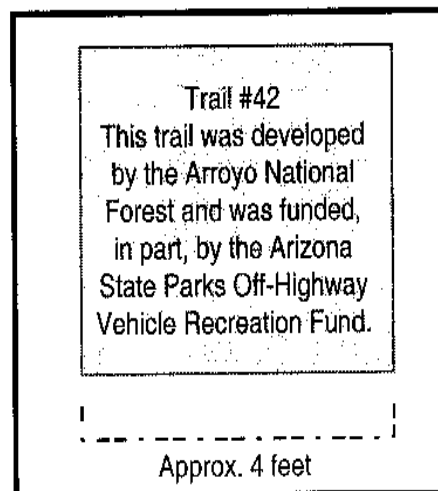 Trail #42
This trail was developed
by the Arroyo National
Forest and was funded,
in part, by the Arizona
State Parks Off-Highway
Vehicle Recreation Fund.
Approx. 4 feet